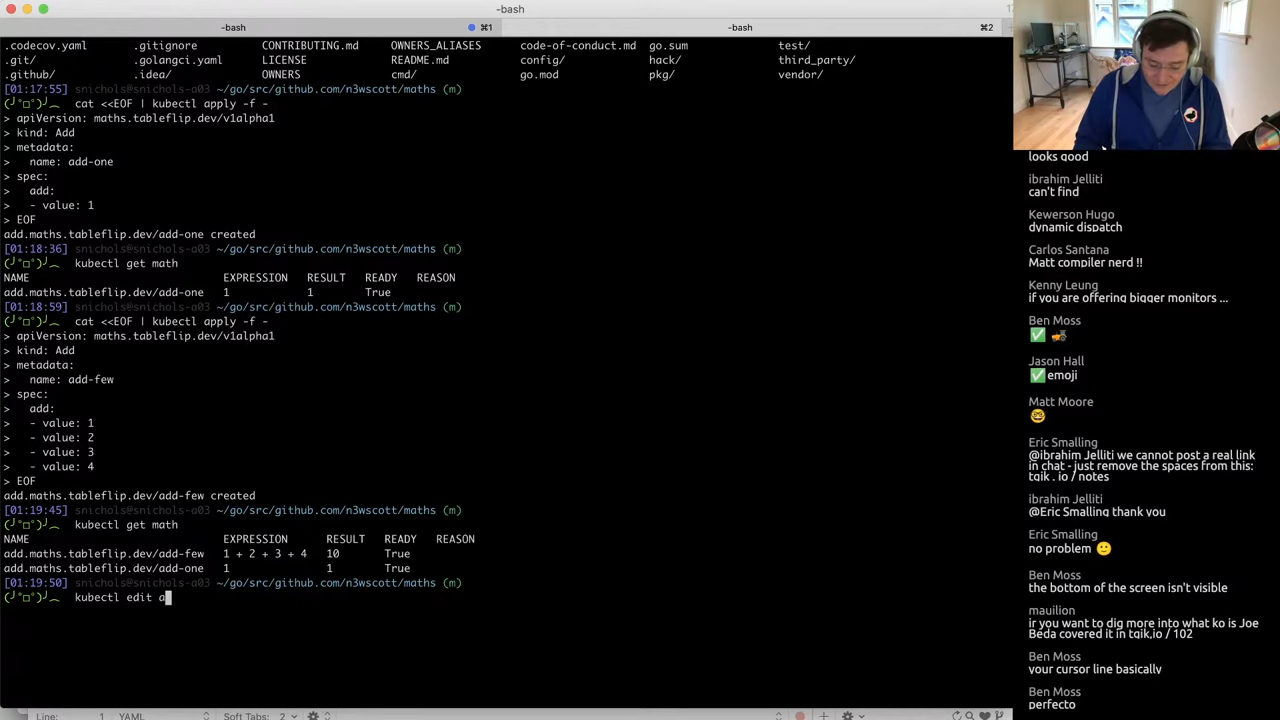 -bash
-bash ⌘1
-bash ⌘2
.codecov.yaml .gitignore CONTRIBUTING.md OWNERS_ALIASES code-of-conduct.md go.sum test/
.git/ .golangci.yaml LICENSE README.md config/ hack/ third_party/
.github/ .idea/ OWNERS cmd/ go.mod pkg/ vendor/
[01:17:55] snichols@snichols-a03 ~/go/src/github.com/n3wscott/maths (m)
(╯°□°)╯︵ cat <<EOF | kubectl apply -f -
> apiVersion: maths.tableflip.dev/v1alpha1
> kind: Add
> metadata:
>   name: add-one
> spec:
>   add:
>   - value: 1
> EOF
add.maths.tableflip.dev/add-one created
[01:18:36] snichols@snichols-a03 ~/go/src/github.com/n3wscott/maths (m)
(╯°□°)╯︵ kubectl get math
NAME EXPRESSION RESULT READY REASON
add.maths.tableflip.dev/add-one 1 1 True
[01:18:59] snichols@snichols-a03 ~/go/src/github.com/n3wscott/maths (m)
(╯°□°)╯︵ cat <<EOF | kubectl apply -f -
> apiVersion: maths.tableflip.dev/v1alpha1
> kind: Add
> metadata:
>   name: add-few
> spec:
>   add:
>   - value: 1
>   - value: 2
>   - value: 3
>   - value: 4
> EOF
add.maths.tableflip.dev/add-few created
[01:19:45] snichols@snichols-a03 ~/go/src/github.com/n3wscott/maths (m)
(╯°□°)╯︵ kubectl get math
NAME EXPRESSION RESULT READY REASON
add.maths.tableflip.dev/add-few 1 + 2 + 3 + 4 10 True
add.maths.tableflip.dev/add-one 1 1 True
[01:19:50] snichols@snichols-a03 ~/go/src/github.com/n3wscott/maths (m)
(╯°□°)╯︵ kubectl edit a
Line: 1 YAML Soft Tabs: 2
looks good
ibrahim Jelliti
can't find
Kewerson Hugo
dynamic dispatch
Carlos Santana
Matt compiler nerd !!
Kenny Leung
if you are offering bigger monitors ...
Ben Moss
✅ 🚜
Jason Hall
✅ emoji
Matt Moore
🤓
Eric Smalling
@ibrahim Jelliti we cannot post a real link
in chat - just remove the spaces from this:
tgik . io / notes
ibrahim Jelliti
@Eric Smalling thank you
Eric Smalling
no problem 🙂
Ben Moss
the bottom of the screen isn't visible
mauilion
ir you want to dig more into what ko is Joe
Beda covered it in tgik,io / 102
Ben Moss
your cursor line basically
Ben Moss
perfecto